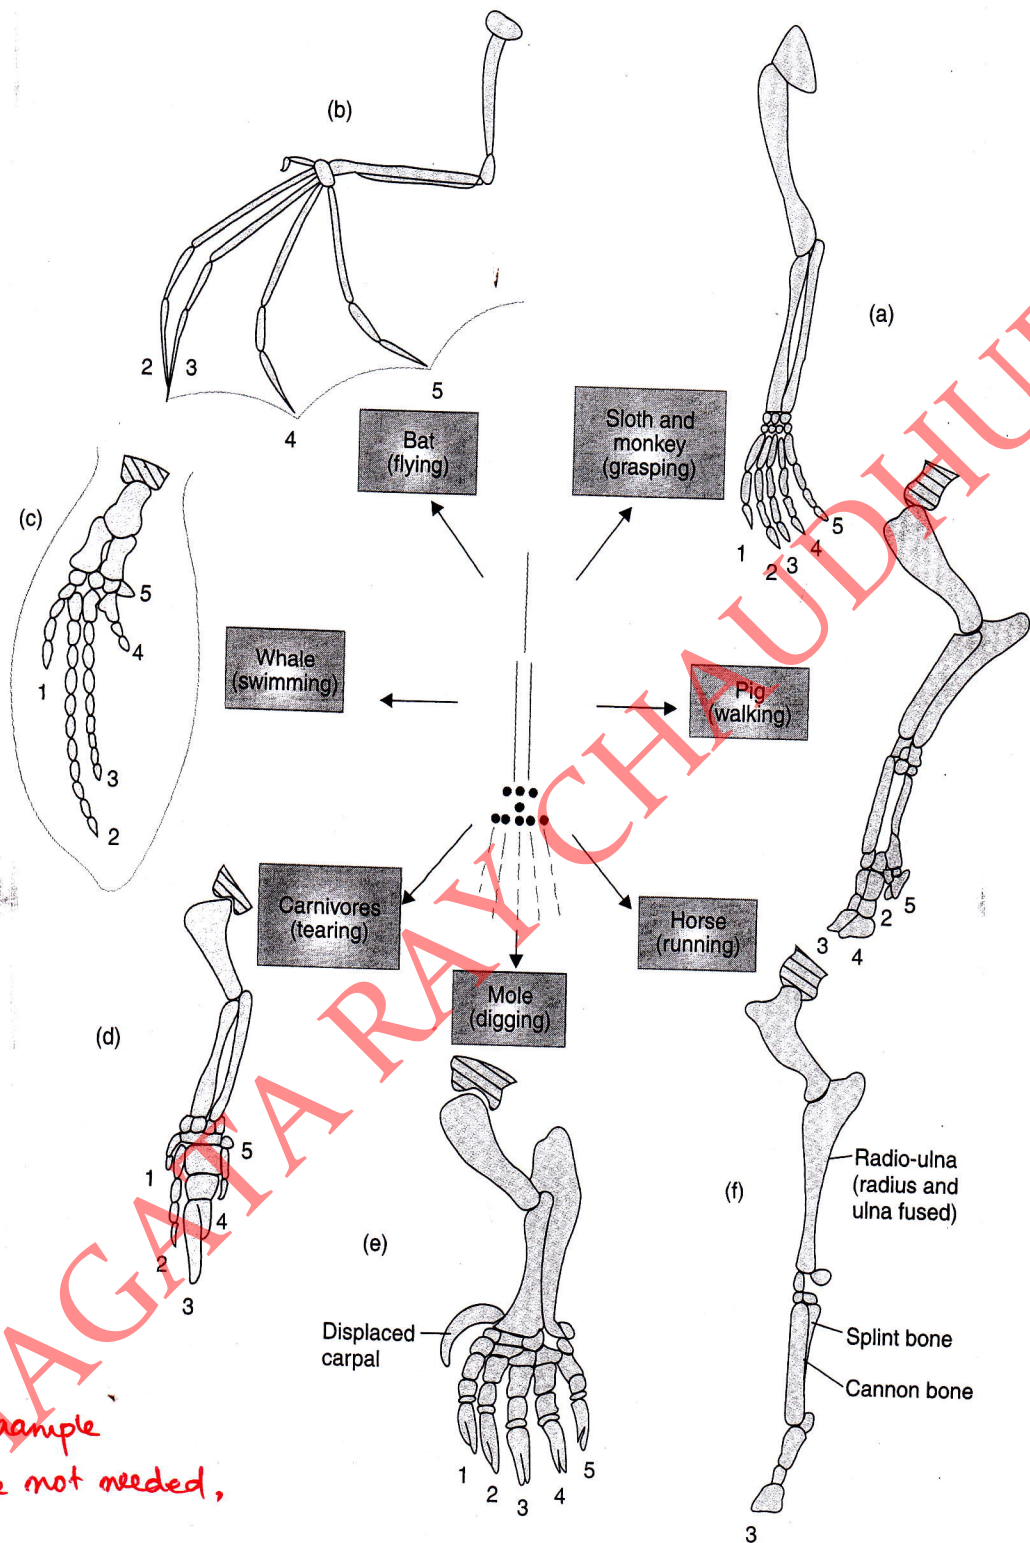 (b)
(a)
2
3
5
4
Bat
(flying)
Sloth and
monkey
(grasping)
(c)
5
4
1
3
2
1
2
3
4
5
Whale
(swimming)
Pig
(walking)
2
5
3
4
Carnivores
(tearing)
Horse
(running)
Mole
(digging)
(d)
1
5
4
2
3
(e)
Displaced
carpal
1
2
3
4
5
(f)
Radio-ulna
(radius and
ulna fused)
Splint bone
Cannon bone
3
not needed,
AGATA RAY CHAUDHU